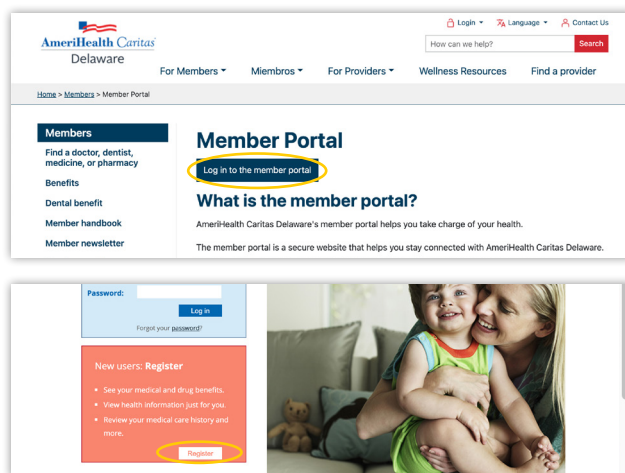 Login Language Contact Us
AmeriHealth Caritas
Delaware
How can we help? Search
For Members Miembros For Providers Wellness Resources Find a provider
Home > Members > Member Portal
Members
Find a doctor, dentist,
medicine, or pharmacy
Benefits
Dental benefit
Member handbook
Member newsletter
Member Portal
Log in to the member portal
What is the member portal?
AmeriHealth Caritas Delaware's member portal helps you take charge of your health.
The member portal is a secure website that helps you stay connected with AmeriHealth Caritas Delaware.
Password:
Log in
Forgot your password?
New users: Register
• See your medical and drug benefits.
• View health information just for you.
• Review your medical care history and
more.
Register